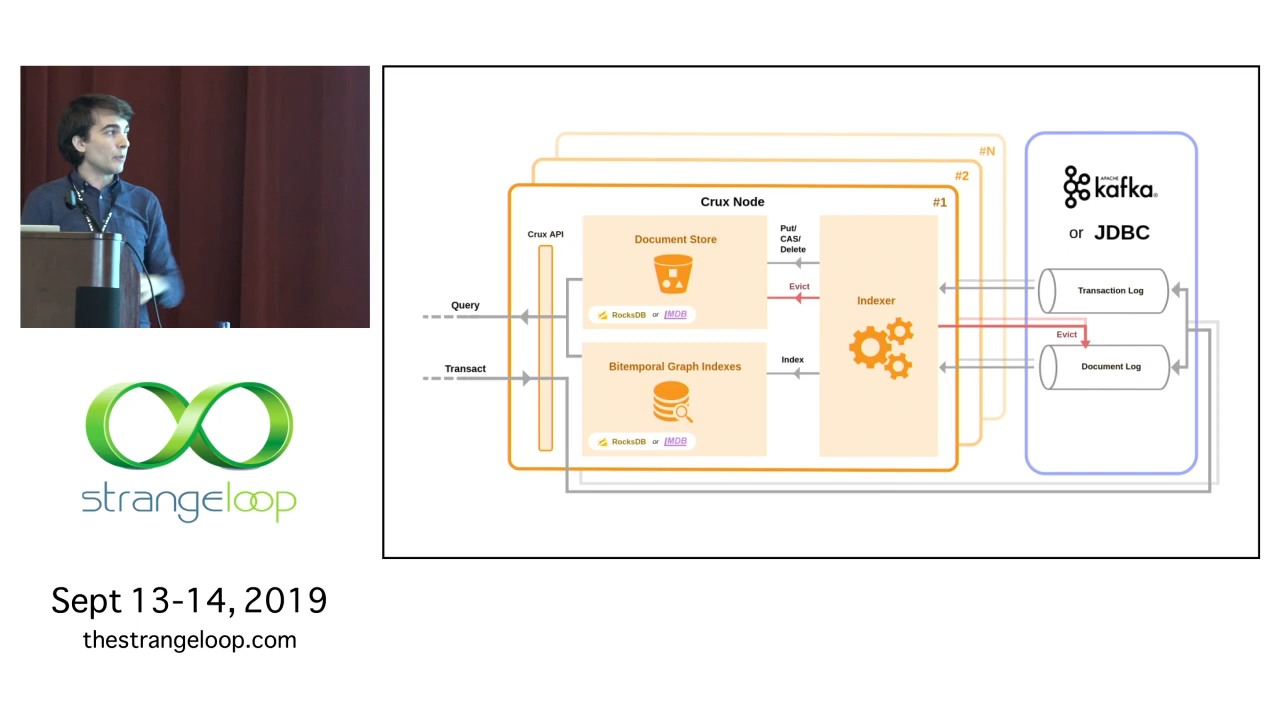 strangeloop
Sept 13-14, 2019
thestrangeloop.com
#N
#2
#1
Crux Node
Crux API
Document Store
RocksDB or LMDB
Bitemporal Graph Indexes
RocksDB or LMDB
Put/
CAS/
Delete
Evict
Index
Indexer
Query
Transact
APACHE
kafka®
or JDBC
Transaction Log
Evict
Document Log